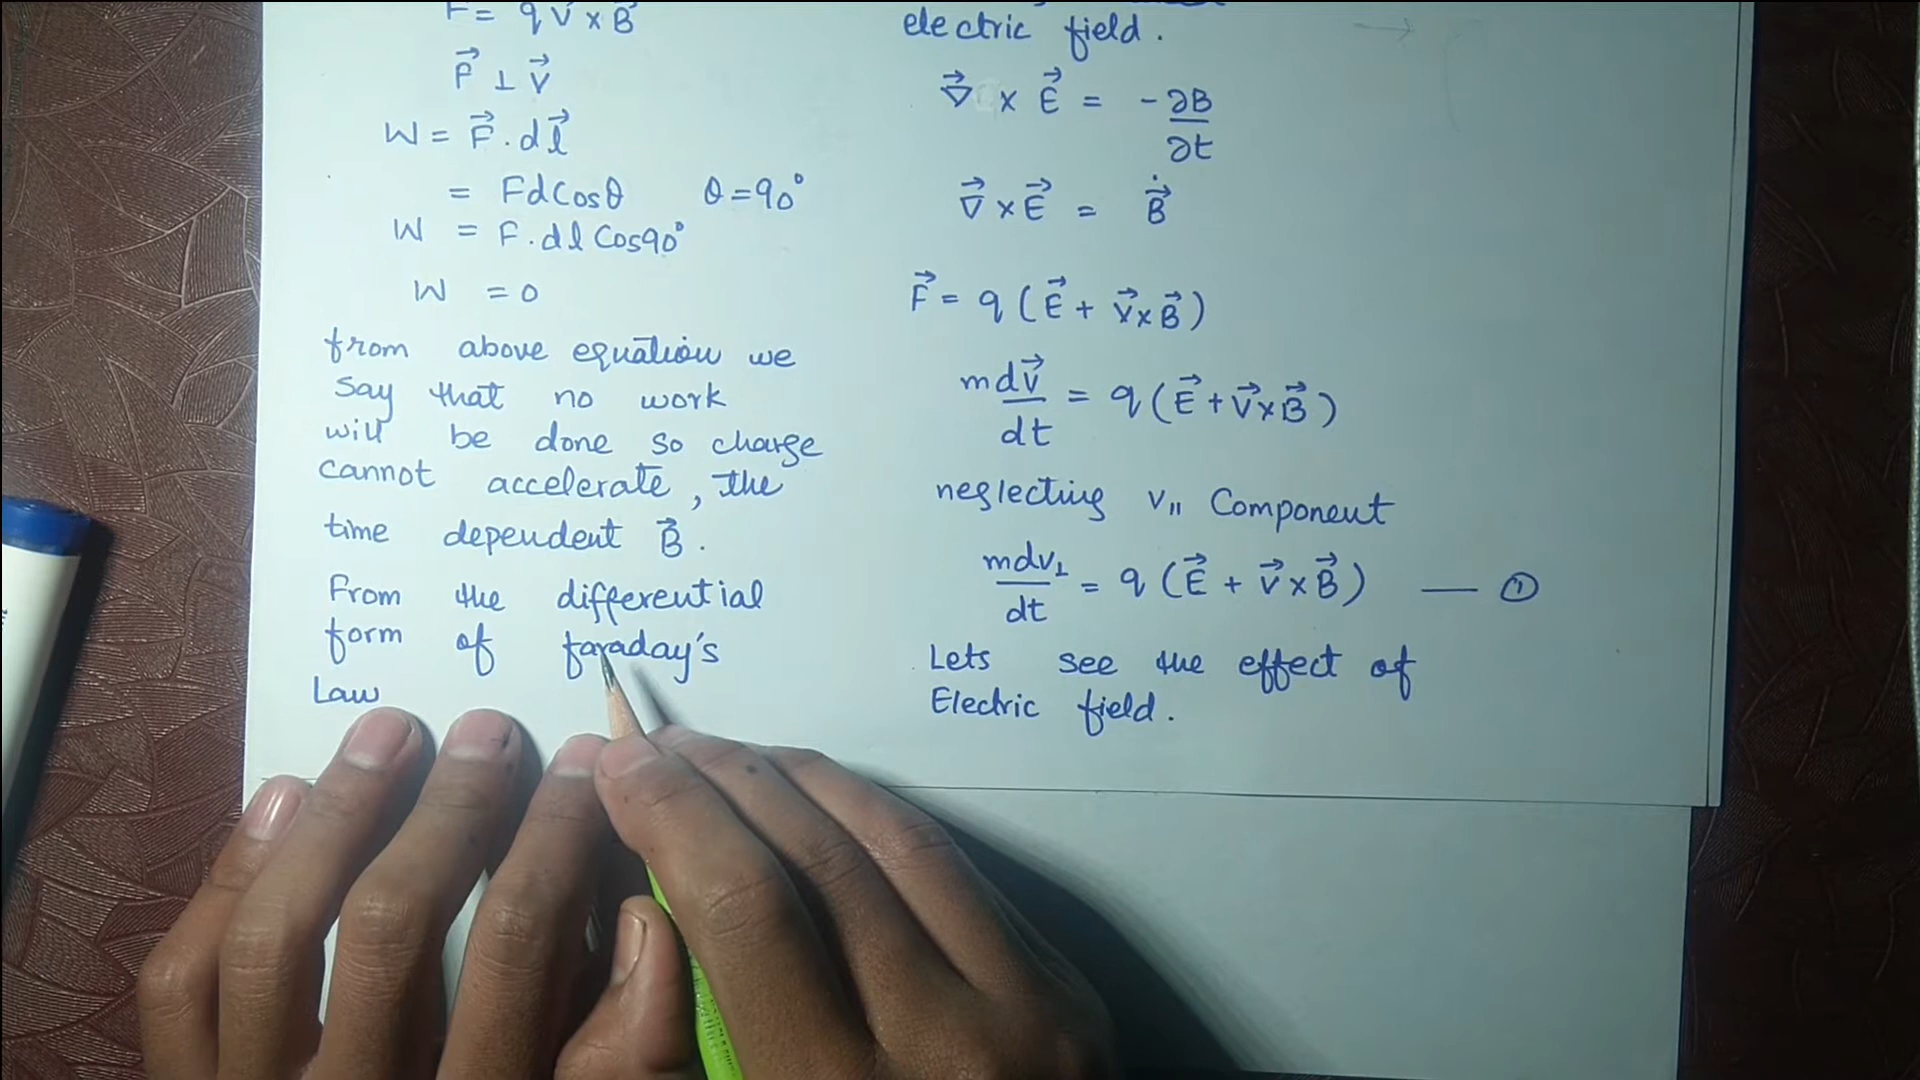 F = qv⃗ × B⃗
F⃗ ⊥ v⃗
W = F⃗ . dl⃗
= Fd Cosθ    θ = 90°
W = F.dl Cos90°
W = 0
from above equation we
say that no work
will be done so charge
cannot accelerate, the
time dependent B⃗.
From the differential
form of faraday's
Law
electric field.
∇⃗ × E⃗ = -∂B/∂t
∇⃗ × E⃗ = Ḃ⃗
F⃗ = q (E⃗ + v⃗ × B⃗)
mdv⃗/dt = q (E⃗ + v⃗ × B⃗)
neglecting v∥ Component
mdv⊥/dt = q (E⃗ + v⃗ × B⃗) — ①
Lets see the effect of
Electric field.